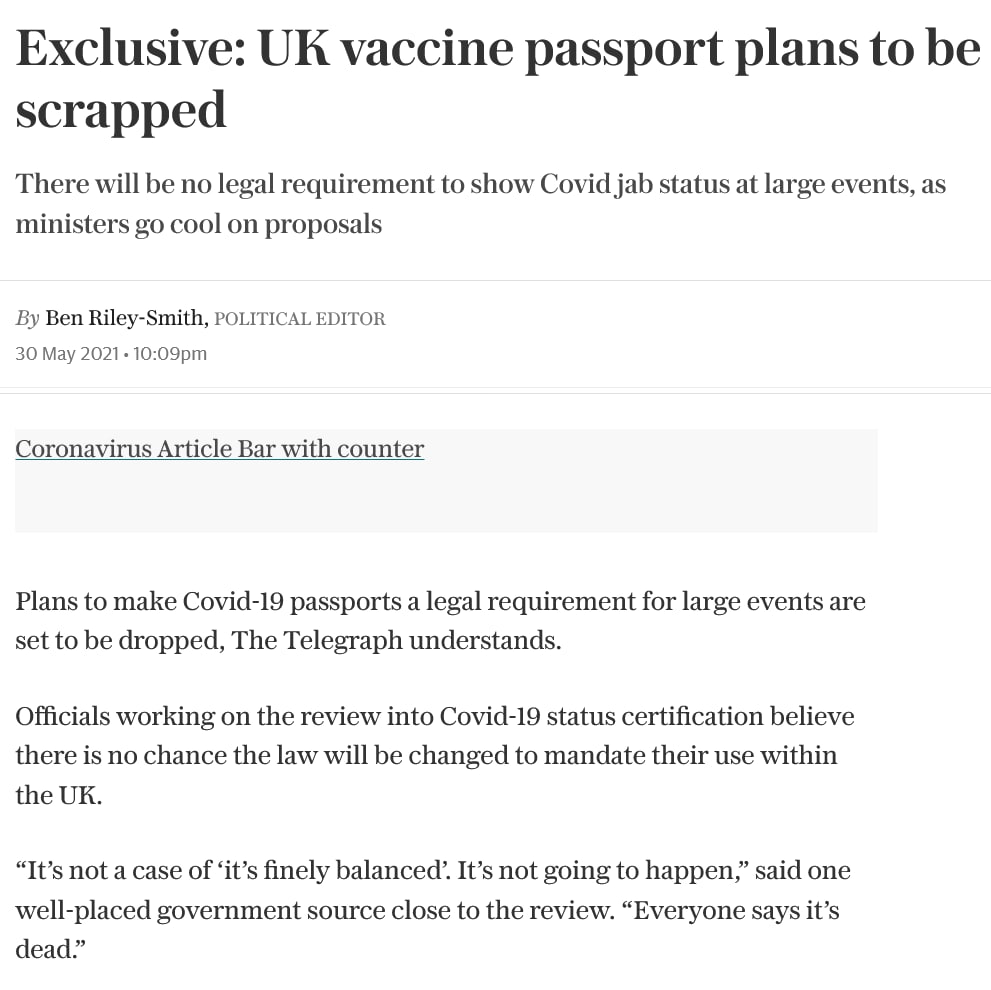 Exclusive: UK vaccine passport plans to be
scrapped
There will be no legal requirement to show Covid jab status at large events, as
ministers go cool on proposals
By Ben Riley-Smith, POLITICAL EDITOR
30 May 2021 • 10:09pm
Coronavirus Article Bar with counter
Plans to make Covid-19 passports a legal requirement for large events are
set to be dropped, The Telegraph understands.
Officials working on the review into Covid-19 status certification believe
there is no chance the law will be changed to mandate their use within
the UK.
“It’s not a case of ‘it’s finely balanced’. It’s not going to happen,” said one
well-placed government source close to the review. “Everyone says it’s
dead.”